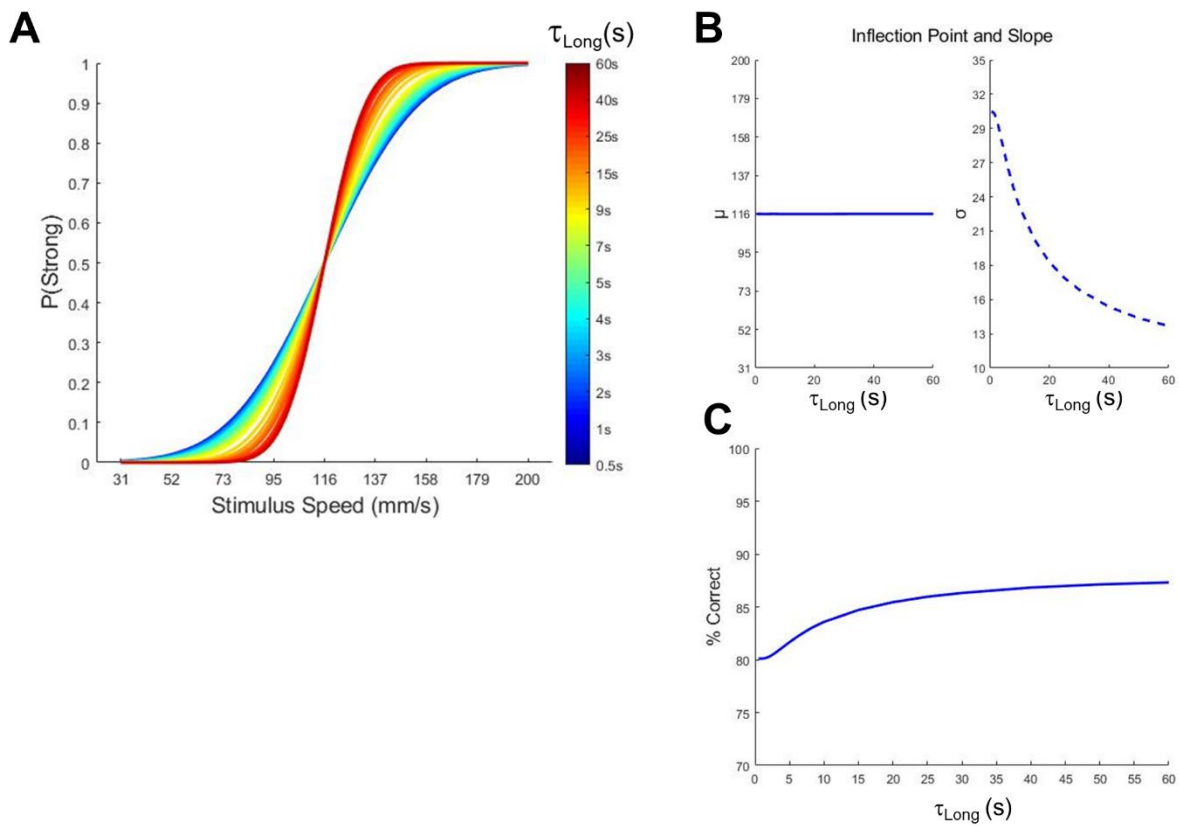 A
τLong(s)
1
0.9
0.8
0.7
0.6
0.5
0.4
0.3
0.2
0.1
0
P(Strong)
31 52 73 95 116 137 158 179 200
Stimulus Speed (mm/s)
60s
40s
25s
15s
9s
7s
5s
4s
3s
2s
1s
0.5s
B
Inflection Point and Slope
200
179
158
137
116
95
73
52
31
μ
0 20 40 60
τLong (s)
35
31
29
27
24
21
18
16
13
10
σ
0 20 40 60
τLong (s)
C
100
95
90
85
80
75
70
% Correct
0 5 10 15 20 25 30 35 40 45 50 55 60
τLong (s)